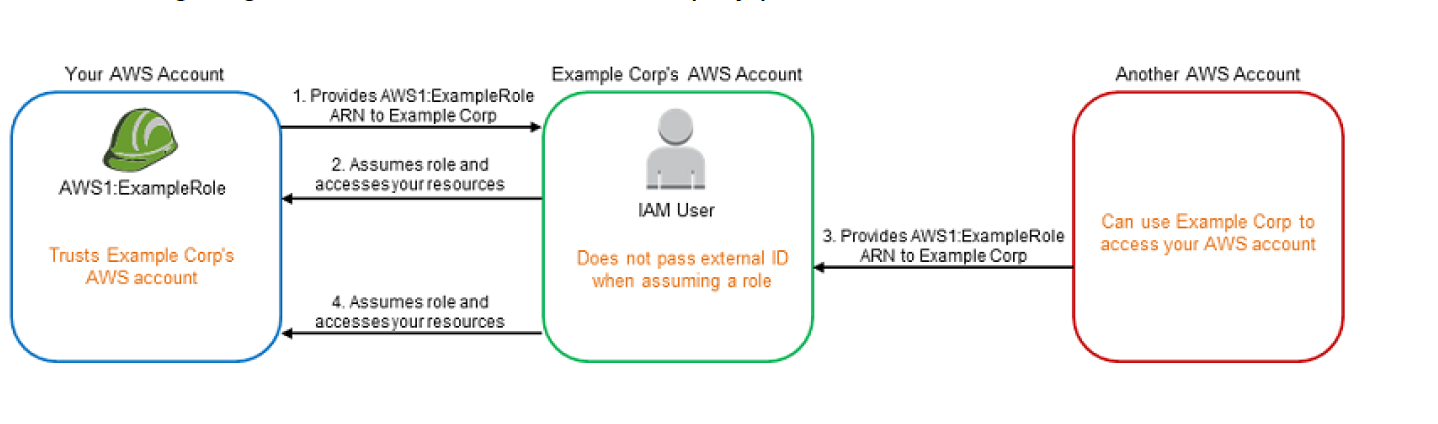 Your AWS Account
Example Corp's AWS Account
Another AWS Account
1. Provides AWS1:ExampleRole
ARN to Example Corp
2. Assumes role and
accesses your resources
AWS1:ExampleRole
IAM User
Trusts Example Corp's
AWS account
Does not pass external ID
when assuming a role
3. Provides AWS1:ExampleRole
ARN to Example Corp
Can use Example Corp to
access your AWS account
4. Assumes role and
accesses your resources